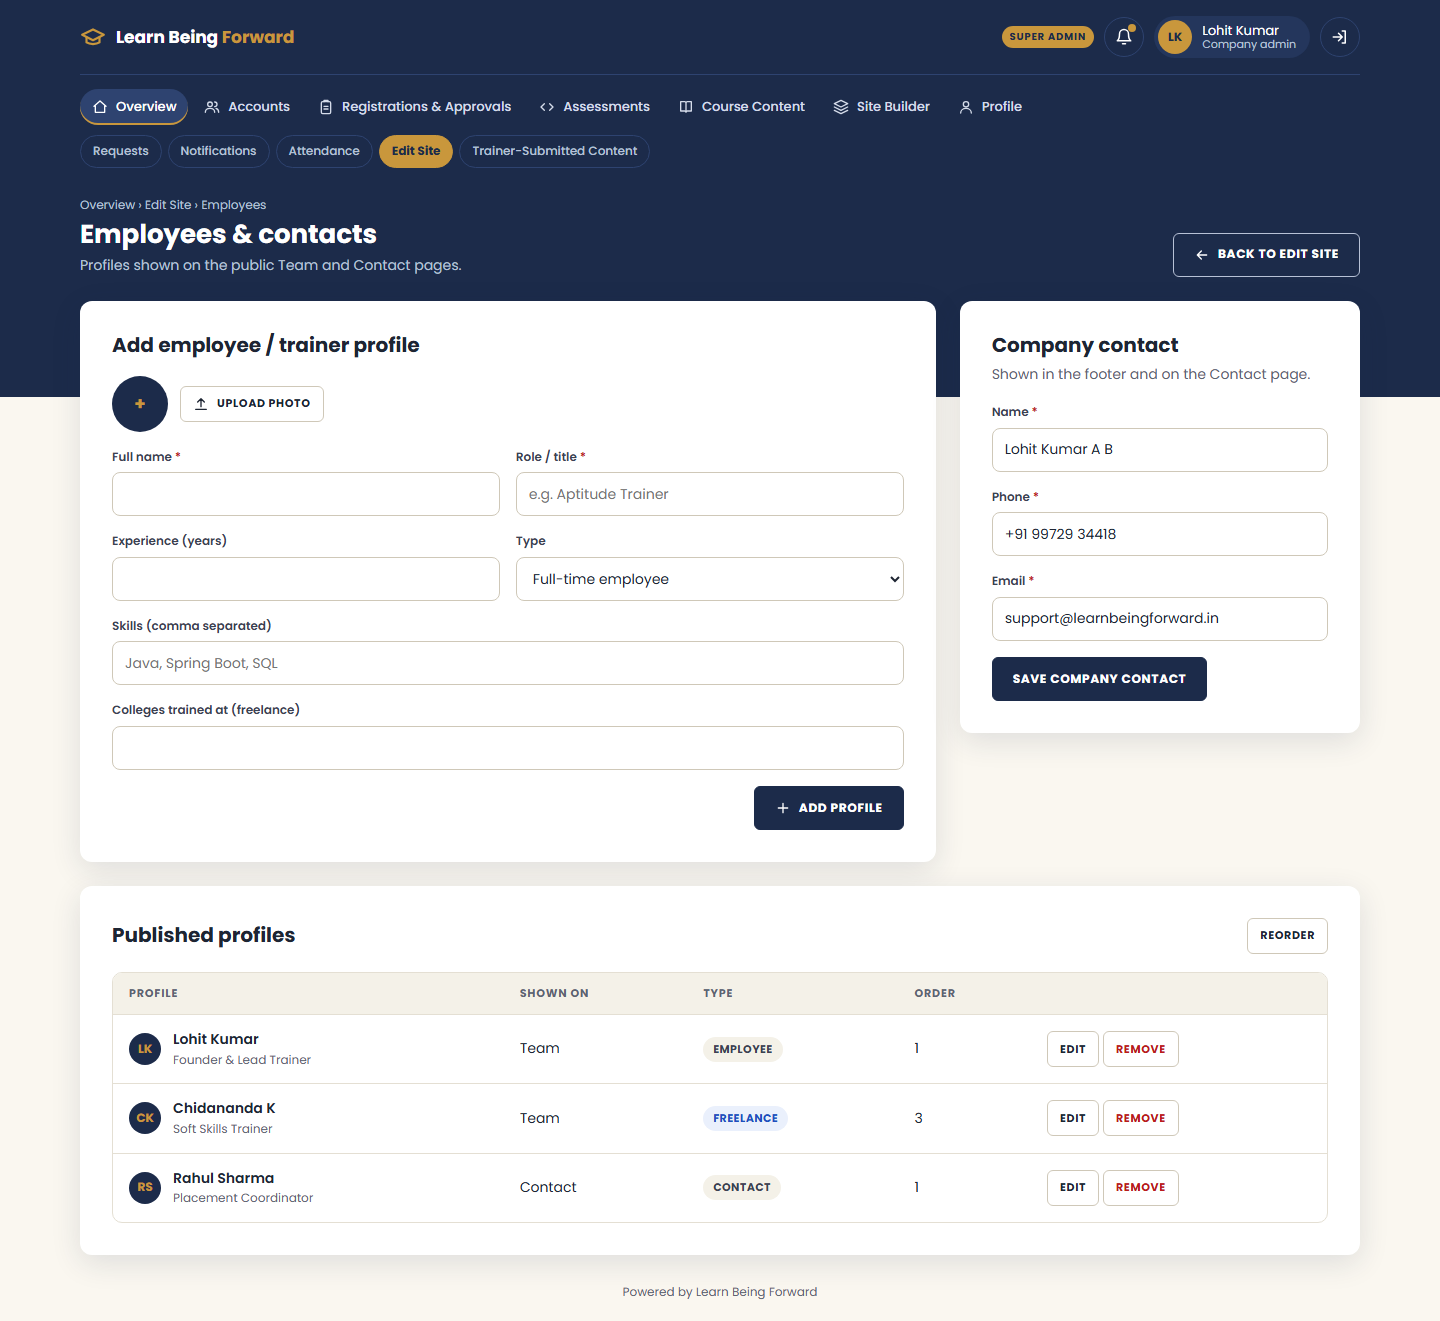 Learn Being Forward
SUPER ADMIN
LK
Lohit Kumar
Company admin
Overview
Accounts
Registrations & Approvals
Assessments
Course Content
Site Builder
Profile
Requests
Notifications
Attendance
Edit Site
Trainer-Submitted Content
Overview › Edit Site › Employees
Employees & contacts
Profiles shown on the public Team and Contact pages.
BACK TO EDIT SITE
Add employee / trainer profile
+
UPLOAD PHOTO
Full name *
Role / title *
e.g. Aptitude Trainer
Experience (years)
Type
Full-time employee
Skills (comma separated)
Java, Spring Boot, SQL
Colleges trained at (freelance)
ADD PROFILE
Company contact
Shown in the footer and on the Contact page.
Name *
Lohit Kumar A B
Phone *
+91 99729 34418
Email *
support@learnbeingforward.in
SAVE COMPANY CONTACT
Published profiles
REORDER
PROFILE SHOWN ON TYPE ORDER
LK Lohit Kumar Team EMPLOYEE 1 EDIT REMOVE
Founder & Lead Trainer
CK Chidananda K Team FREELANCE 3 EDIT REMOVE
Soft Skills Trainer
RS Rahul Sharma Contact CONTACT 1 EDIT REMOVE
Placement Coordinator
Powered by Learn Being Forward